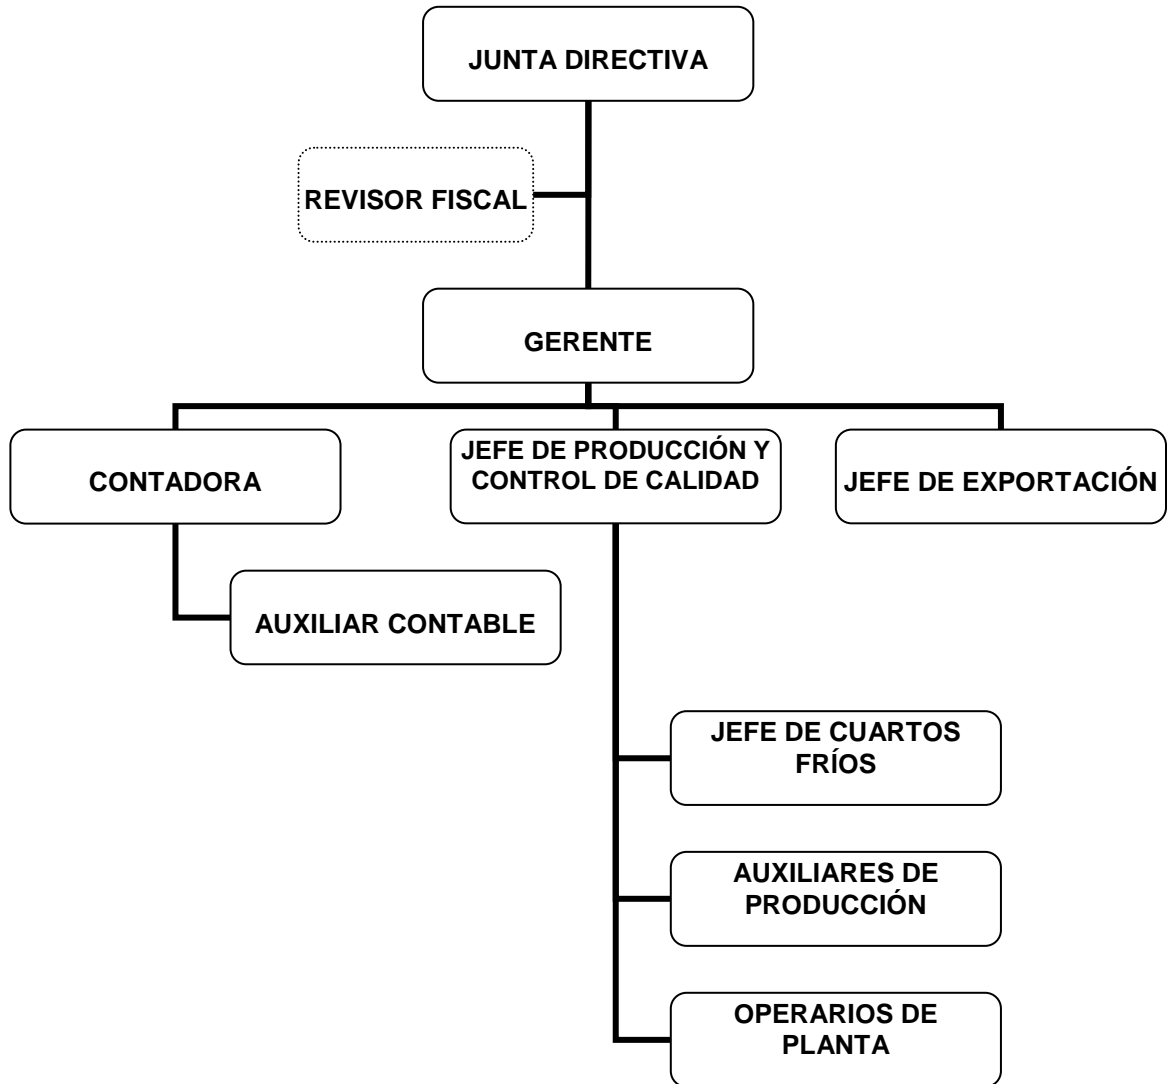 JUNTA DIRECTIVA
REVISOR FISCAL
GERENTE
CONTADORA
JEFE DE PRODUCCIÓN Y
CONTROL DE CALIDAD
JEFE DE EXPORTACIÓN
AUXILIAR CONTABLE
JEFE DE CUARTOS
FRÍOS
AUXILIARES DE
PRODUCCIÓN
OPERARIOS DE
PLANTA